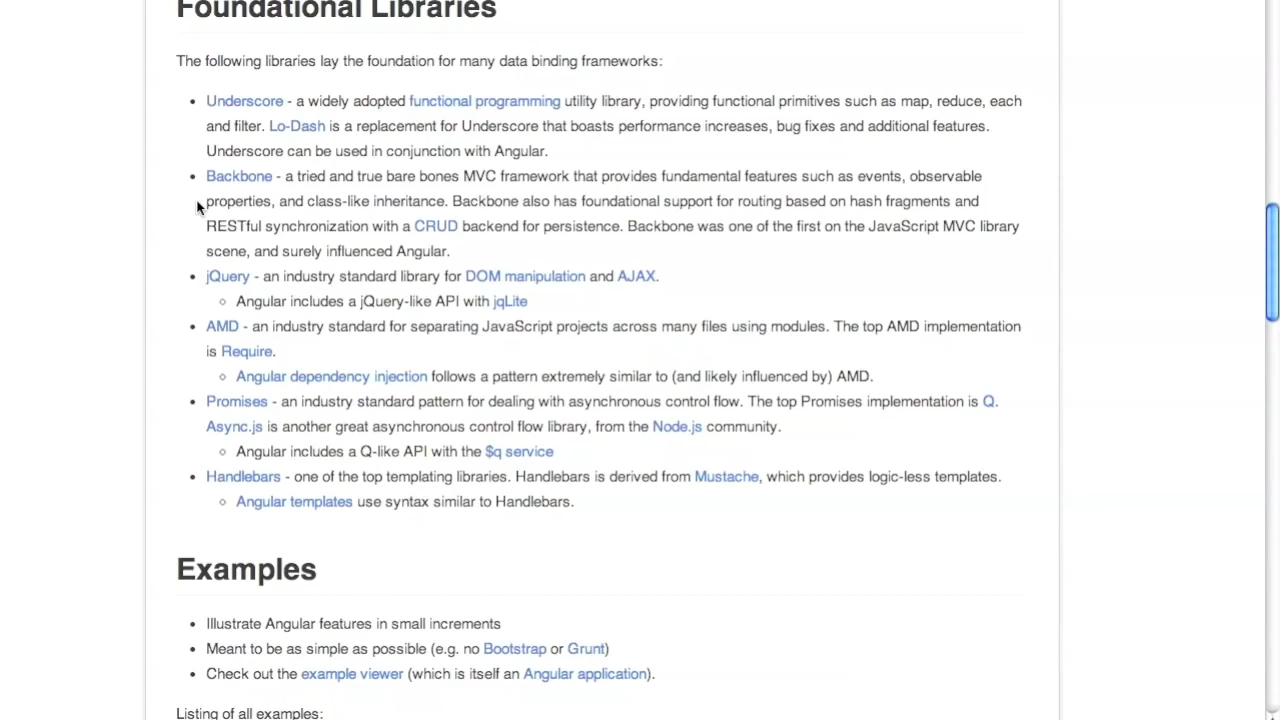 Foundational Libraries
The following libraries lay the foundation for many data binding frameworks:
• Underscore - a widely adopted functional programming utility library, providing functional primitives such as map, reduce, each
and filter. Lo-Dash is a replacement for Underscore that boasts performance increases, bug fixes and additional features.
Underscore can be used in conjunction with Angular.
• Backbone - a tried and true bare bones MVC framework that provides fundamental features such as events, observable
properties, and class-like inheritance. Backbone also has foundational support for routing based on hash fragments and
RESTful synchronization with a CRUD backend for persistence. Backbone was one of the first on the JavaScript MVC library
scene, and surely influenced Angular.
• jQuery - an industry standard library for DOM manipulation and AJAX.
◦ Angular includes a jQuery-like API with jqLite
• AMD - an industry standard for separating JavaScript projects across many files using modules. The top AMD implementation
is Require.
◦ Angular dependency injection follows a pattern extremely similar to (and likely influenced by) AMD.
• Promises - an industry standard pattern for dealing with asynchronous control flow. The top Promises implementation is Q.
Async.js is another great asynchronous control flow library, from the Node.js community.
◦ Angular includes a Q-like API with the $q service
• Handlebars - one of the top templating libraries. Handlebars is derived from Mustache, which provides logic-less templates.
◦ Angular templates use syntax similar to Handlebars.
Examples
• Illustrate Angular features in small increments
• Meant to be as simple as possible (e.g. no Bootstrap or Grunt)
• Check out the example viewer (which is itself an Angular application).
Listing of all examples: